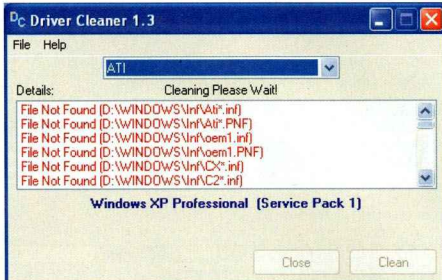 DC Driver Cleaner 1.3
File Help
ATI
Details: Cleaning Please Wait!
File Not Found (D:\WINDOWS\Inf\Ati*.inf)
File Not Found (D:\WINDOWS\Inf\Ati*.PNF)
File Not Found (D:\WINDOWS\Inf\oem1.inf)
File Not Found (D:\WINDOWS\Inf\oem1.PNF)
File Not Found (D:\WINDOWS\Inf\CX*.inf)
File Not Found (D:\WINDOWS\Inf\C2*.inf)
Windows XP Professional (Service Pack 1)
Close Clean